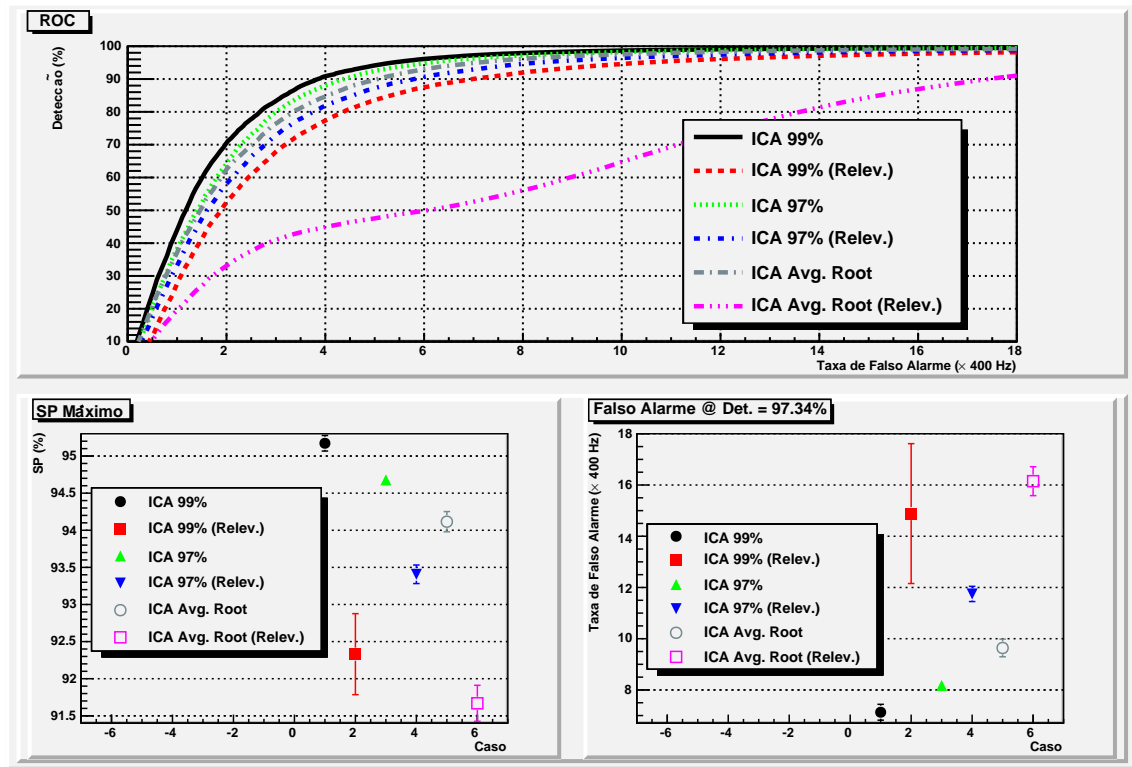 ROC
Detecc ão (%)
100
90
80
70
60
50
40
30
20
10
0 2 4 6 8 10 12 14 16 18
Taxa de Falso Alarme (× 400 Hz)
ICA 99%
ICA 99% (Relev.)
ICA 97%
ICA 97% (Relev.)
ICA Avg. Root
ICA Avg. Root (Relev.)
SP Máximo
SP (%)
95
94.5
94
93.5
93
92.5
92
91.5
-6 -4 -2 0 2 4 6
Caso
ICA 99%
ICA 99% (Relev.)
ICA 97%
ICA 97% (Relev.)
ICA Avg. Root
ICA Avg. Root (Relev.)
Falso Alarme @ Det. = 97.34%
Taxa de Falso Alarme (× 400 Hz)
18
16
14
12
10
8
-6 -4 -2 0 2 4 6
Caso
ICA 99%
ICA 99% (Relev.)
ICA 97%
ICA 97% (Relev.)
ICA Avg. Root
ICA Avg. Root (Relev.)